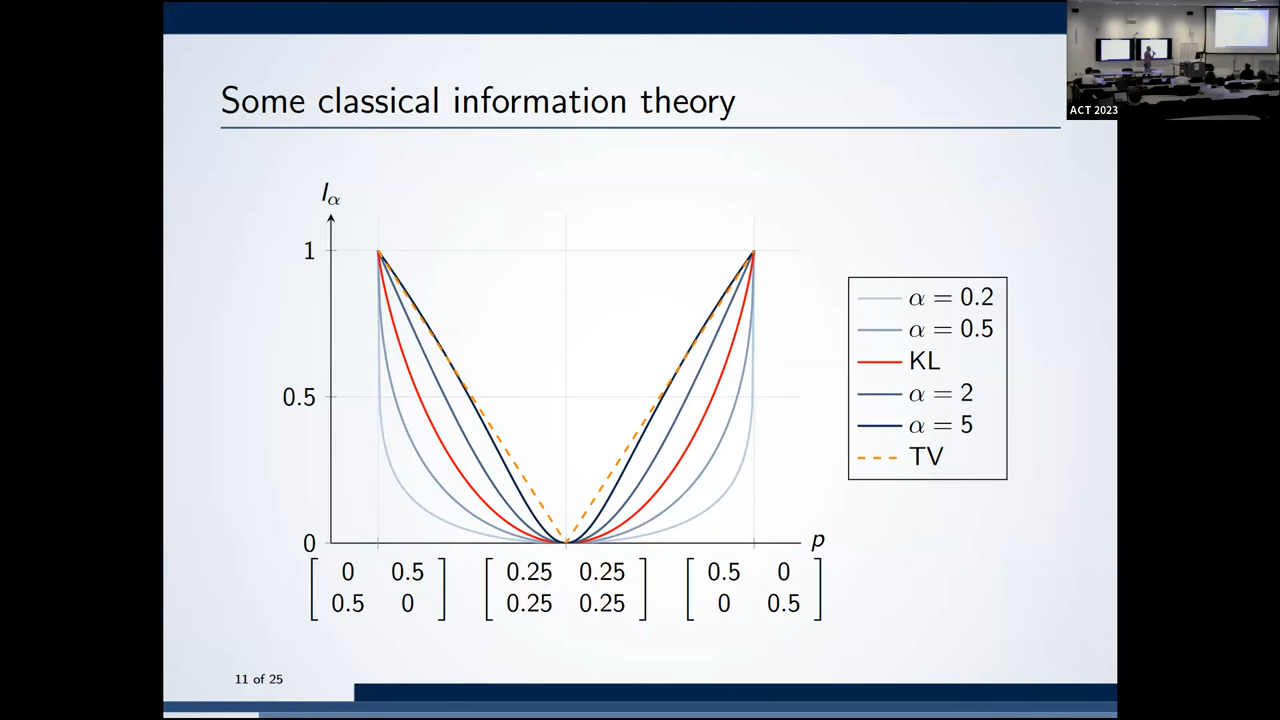 ACT 2023
Some classical information theory
I_α
1
0.5
0
p
[ 0 0.5 ] [ 0.25 0.25 ] [ 0.5 0 ]
[ 0.5 0 ] [ 0.25 0.25 ] [ 0 0.5 ]
α = 0.2
α = 0.5
KL
α = 2
α = 5
TV
11 of 25